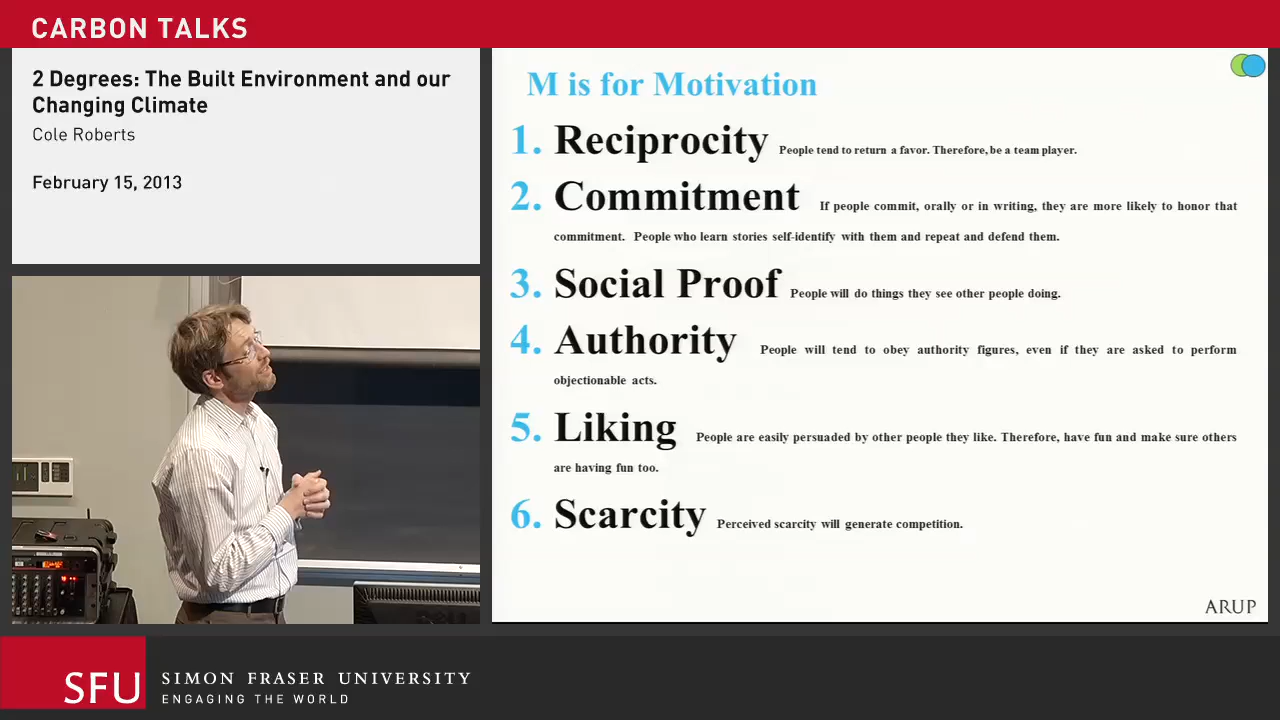 CARBON TALKS
2 Degrees: The Built Environment and our
Changing Climate
Cole Roberts
February 15, 2013
M is for Motivation
1. Reciprocity People tend to return a favor. Therefore, be a team player.
2. Commitment If people commit, orally or in writing, they are more likely to honor that
commitment. People who learn stories self-identify with them and repeat and defend them.
3. Social Proof People will do things they see other people doing.
4. Authority People will tend to obey authority figures, even if they are asked to perform
objectionable acts.
5. Liking People are easily persuaded by other people they like. Therefore, have fun and make sure others
are having fun too.
6. Scarcity Perceived scarcity will generate competition.
ARUP
SFU SIMON FRASER UNIVERSITY
ENGAGING THE WORLD